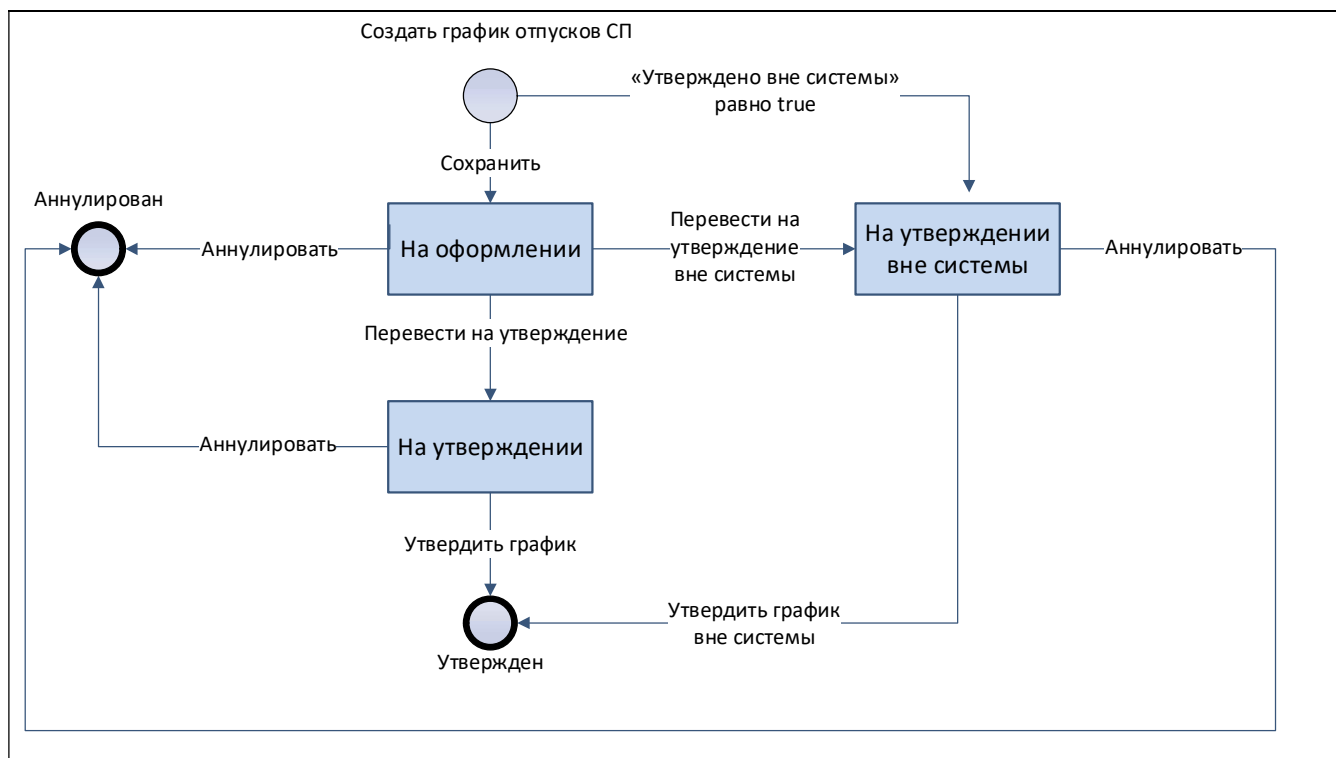 Создать график отпусков СП
«Утверждено вне системы»
равно true
Сохранить
Аннулирован
Аннулировать
На оформлении
Перевести на
утверждение
вне системы
На утверждении
вне системы
Аннулировать
Перевести на утверждение
Аннулировать
На утверждении
Утвердить график
Утвердить график
вне системы
Утвержден